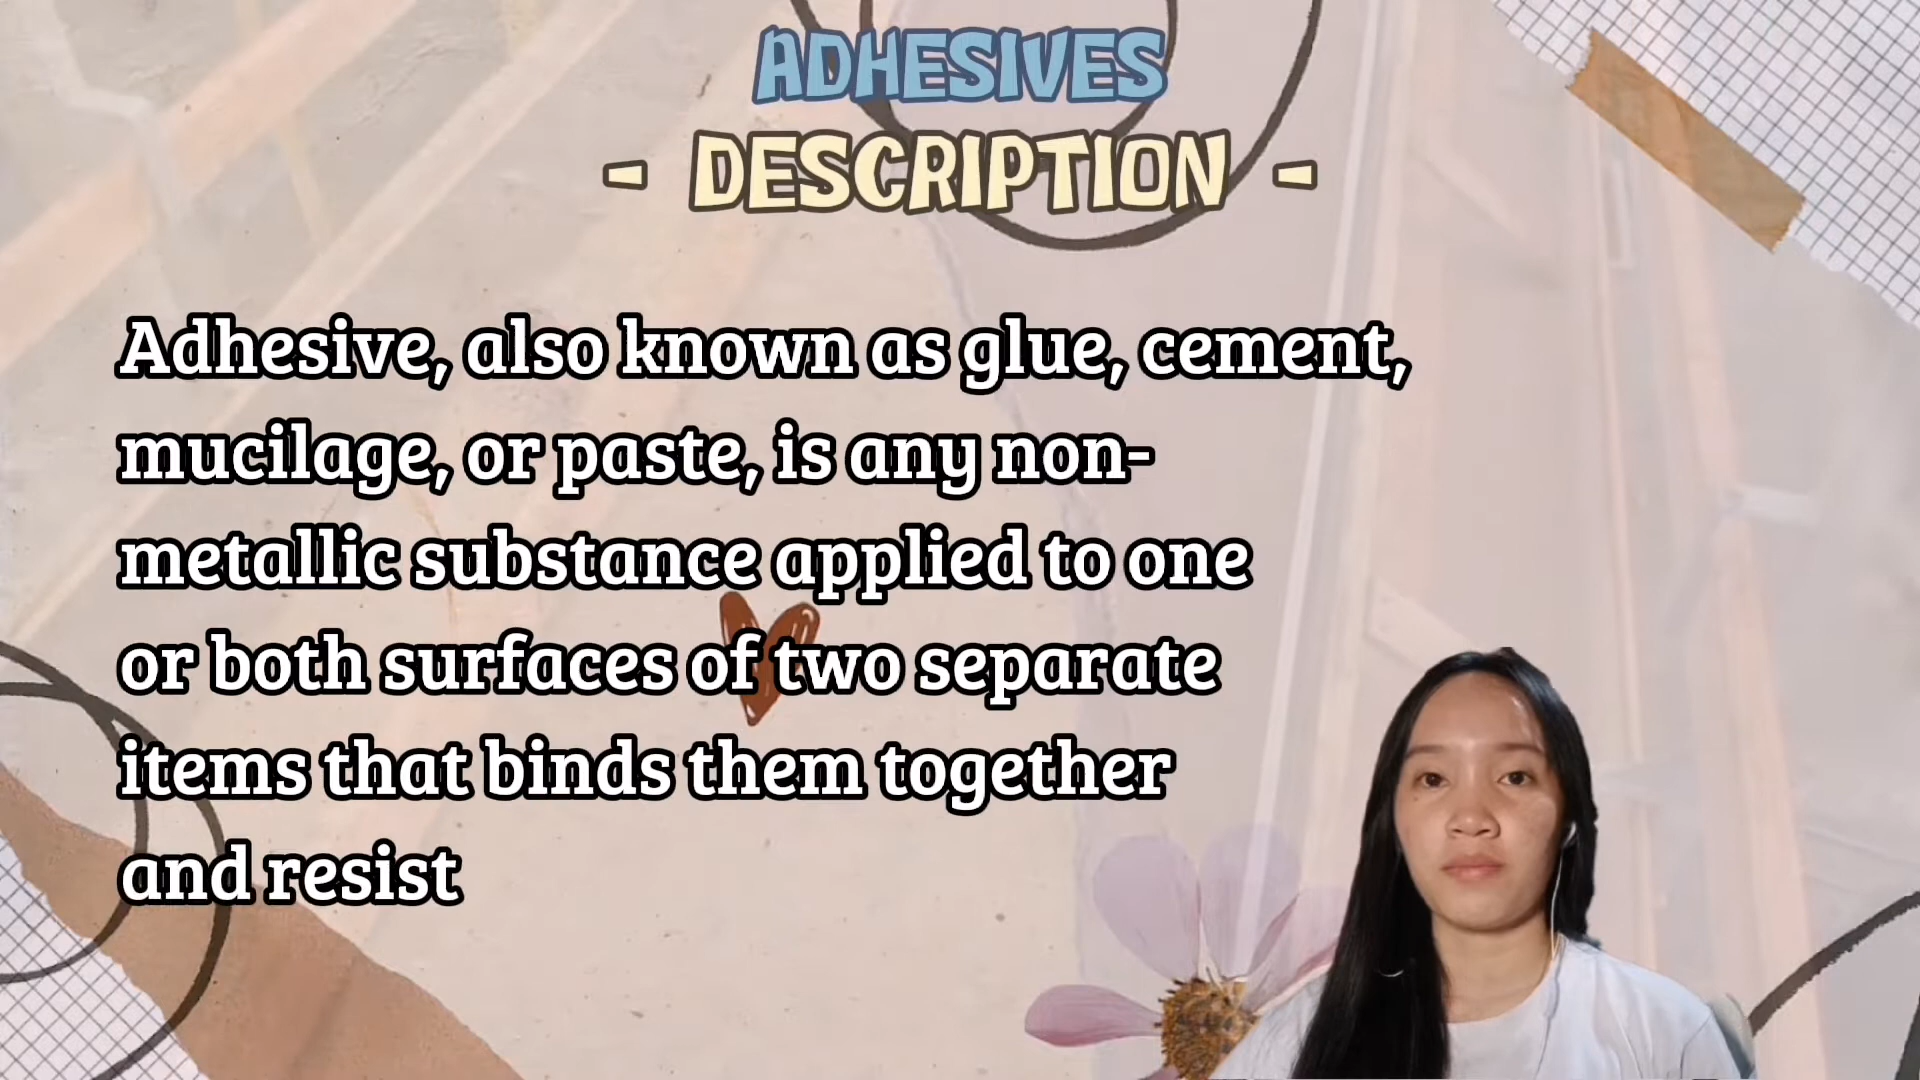 ADHESIVES
- DESCRIPTION -
Adhesive, also known as glue, cement,
mucilage, or paste, is any non-
metallic substance applied to one
or both surfaces of two separate
items that binds them together
and resist